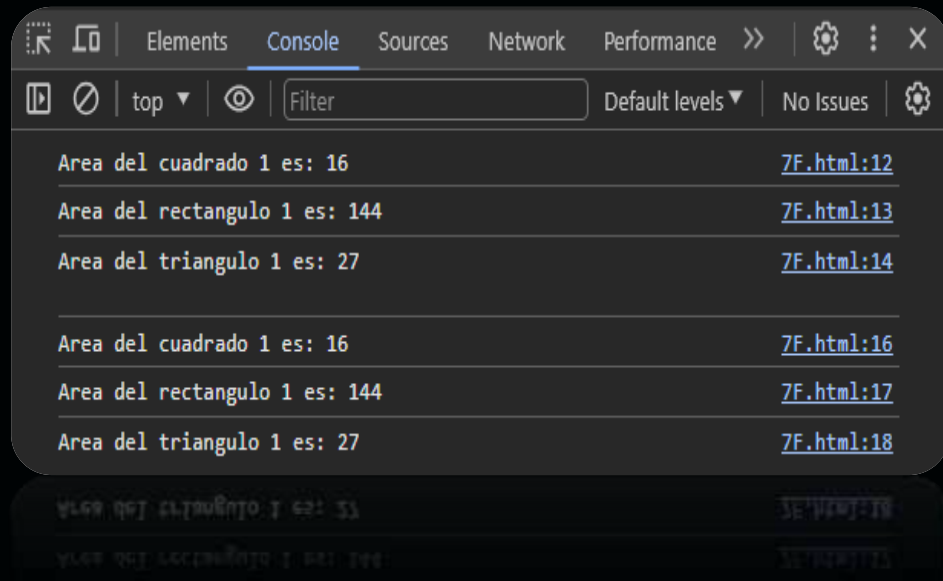 Elements Console Sources Network Performance
top Filter Default levels No Issues
Area del cuadrado 1 es: 16 7F.html:12
Area del rectangulo 1 es: 144 7F.html:13
Area del triangulo 1 es: 27 7F.html:14
Area del cuadrado 1 es: 16 7F.html:16
Area del rectangulo 1 es: 144 7F.html:17
Area del triangulo 1 es: 27 7F.html:18